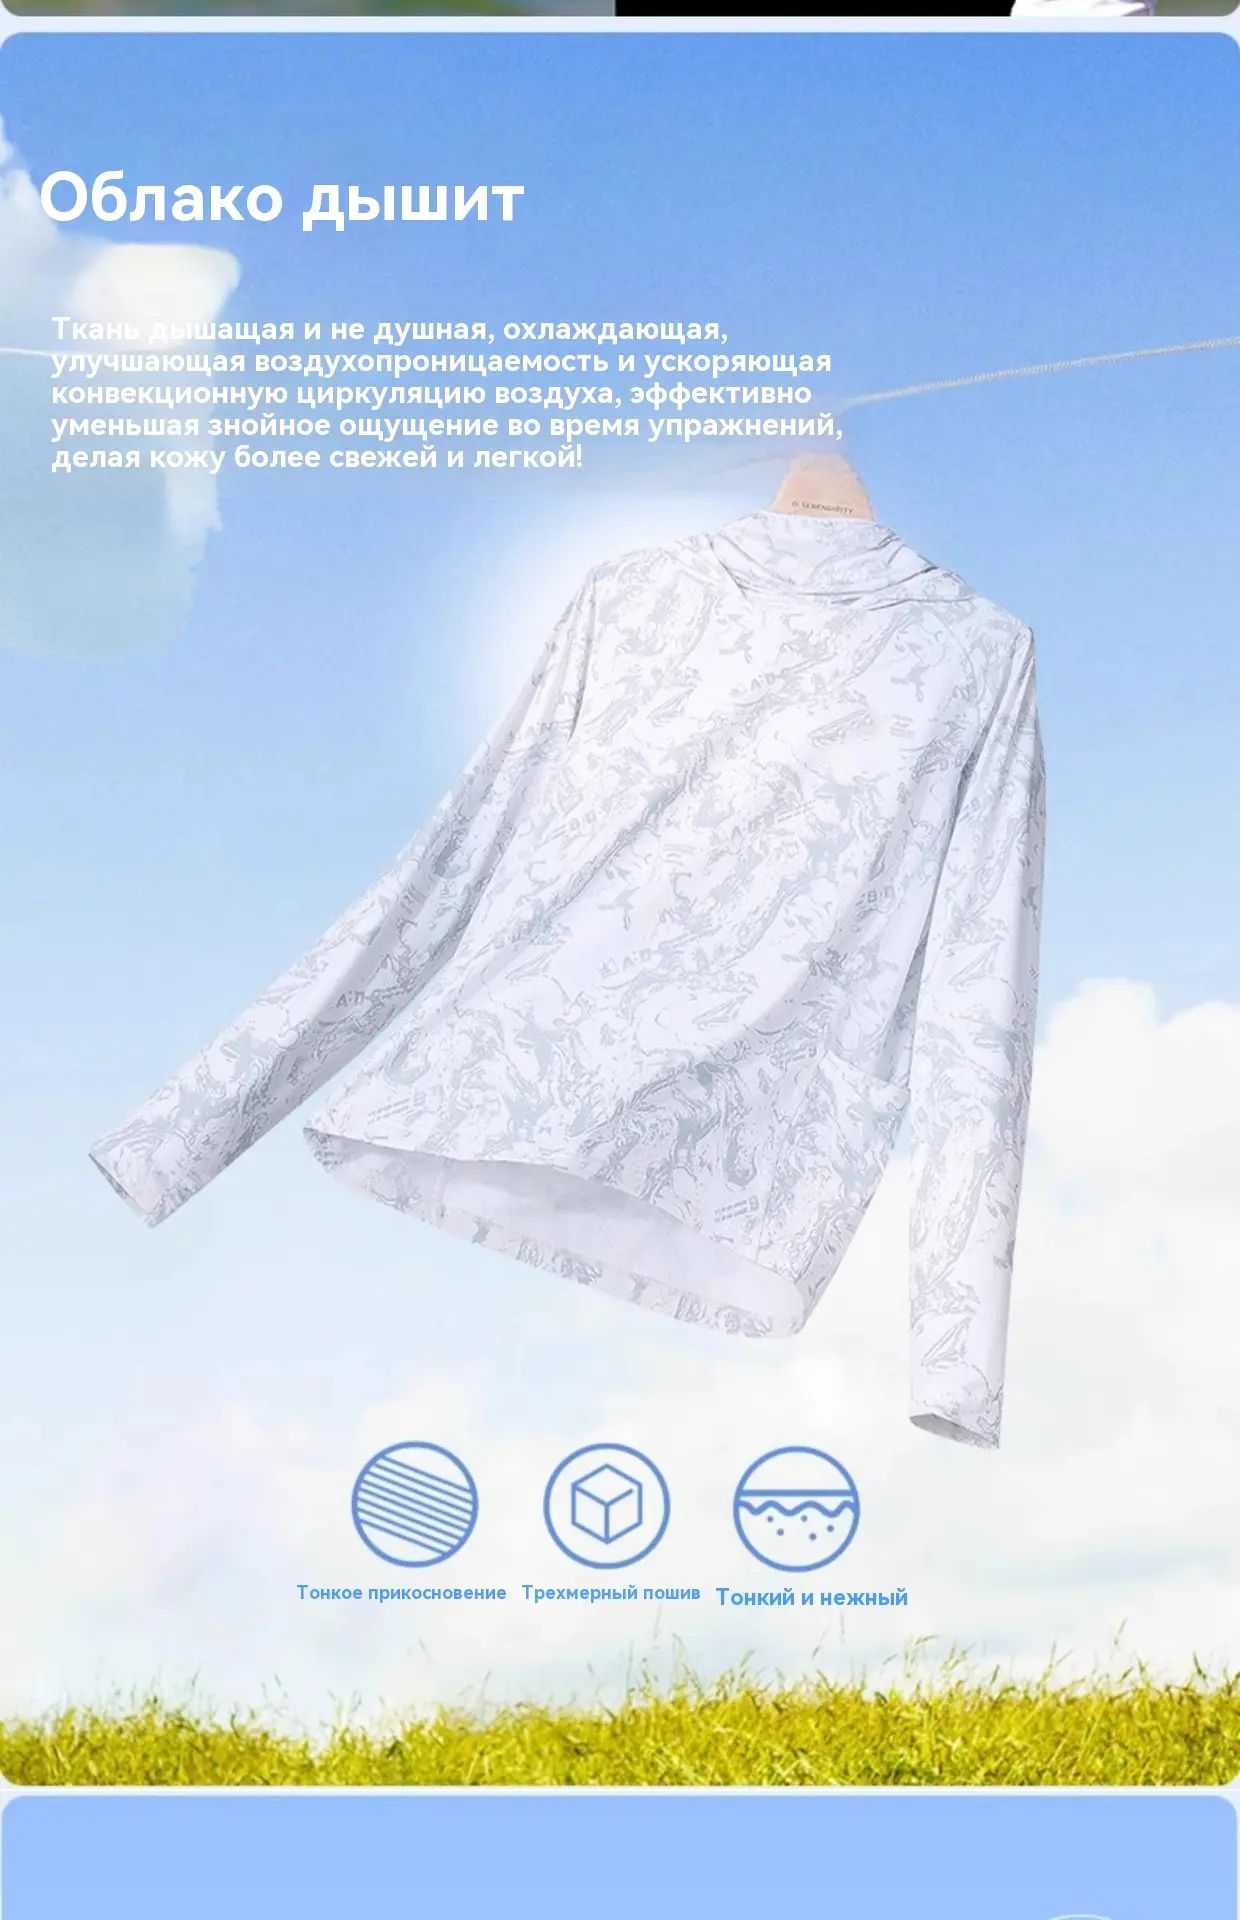 Облако дышит
Ткань дышащая и не душная, охлаждающая,
улучшающая воздухопроницаемость и ускоряющая
конвекционную циркуляцию воздуха, эффективно
уменьшая знойное ощущение во время упражнений,
делая кожу более свежей и легкой!
O. SERENDIPITY
Тонкое прикосновение Трехмерный пошив Тонкий и нежный